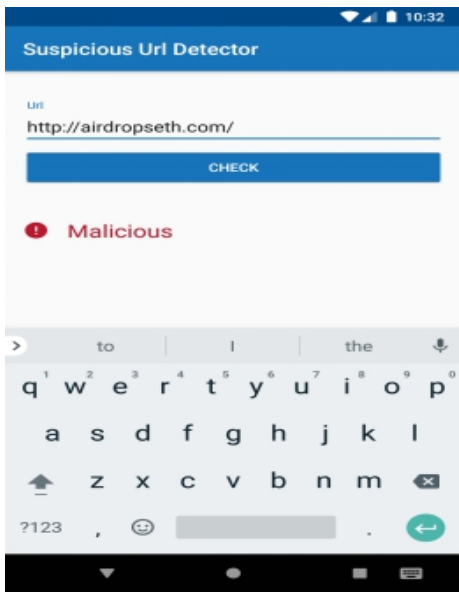 10:32
Suspicious Url Detector
Url
http://airdropseth.com/
CHECK
Malicious
to I the
1 2 3 4 5 6 7 8 9 0
q w e r t y u i o p
a s d f g h j k l
z x c v b n m
?123 , .